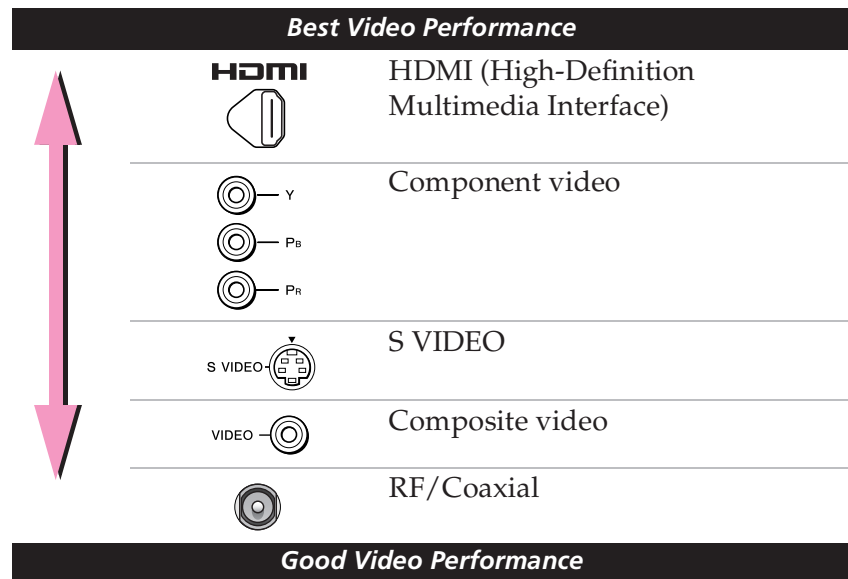 Best Video Performance
HDMI
HDMI (High-Definition
Multimedia Interface)
Component video
Y
PB
PR
S VIDEO
S VIDEO
Composite video
VIDEO
RF/Coaxial
Good Video Performance